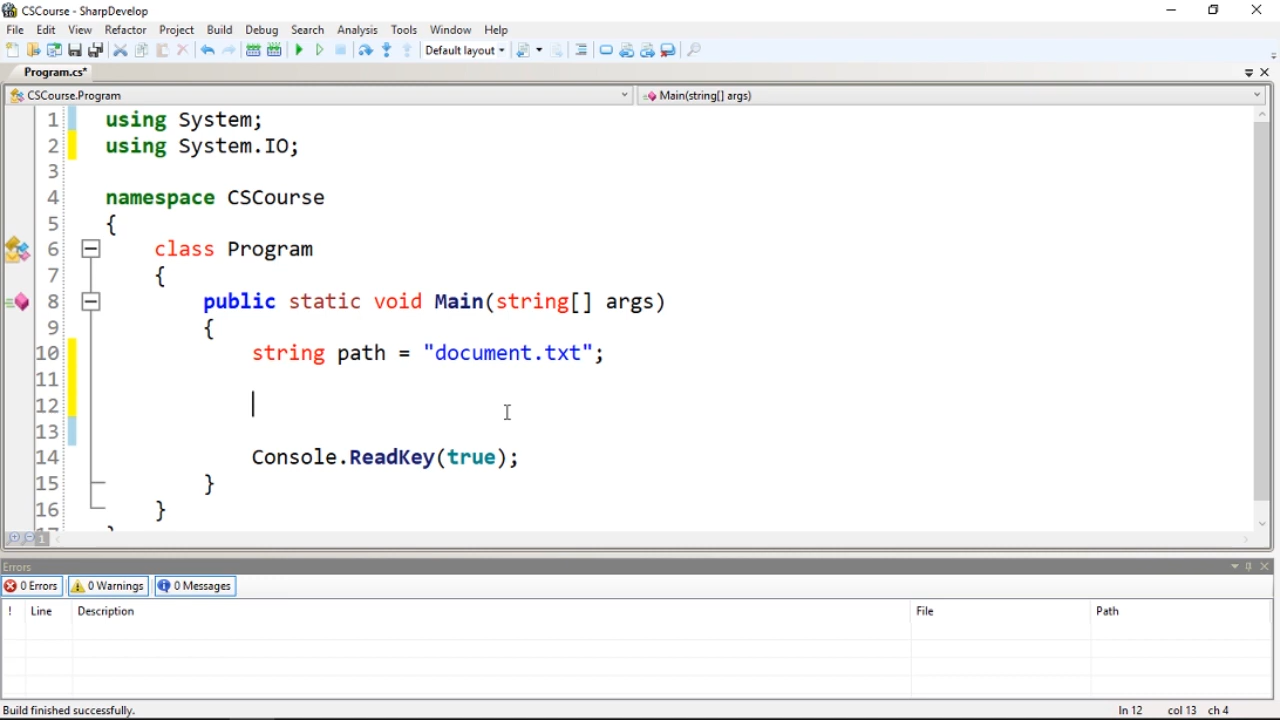 CSCourse - SharpDevelop
File Edit View Refactor Project Build Debug Search Analysis Tools Window Help
Default layout
Program.cs*
CSCourse.Program Main(string[] args)
1 using System;
2 using System.IO;
3
4 namespace CSCourse
5 {
6 class Program
7 {
8 public static void Main(string[] args)
9 {
10 string path = "document.txt";
11
12
13
14 Console.ReadKey(true);
15 }
16 }
17 }
1
Errors
0 Errors 0 Warnings 0 Messages
! Line Description File Path
Build finished successfully. ln 12 col 13 ch 4